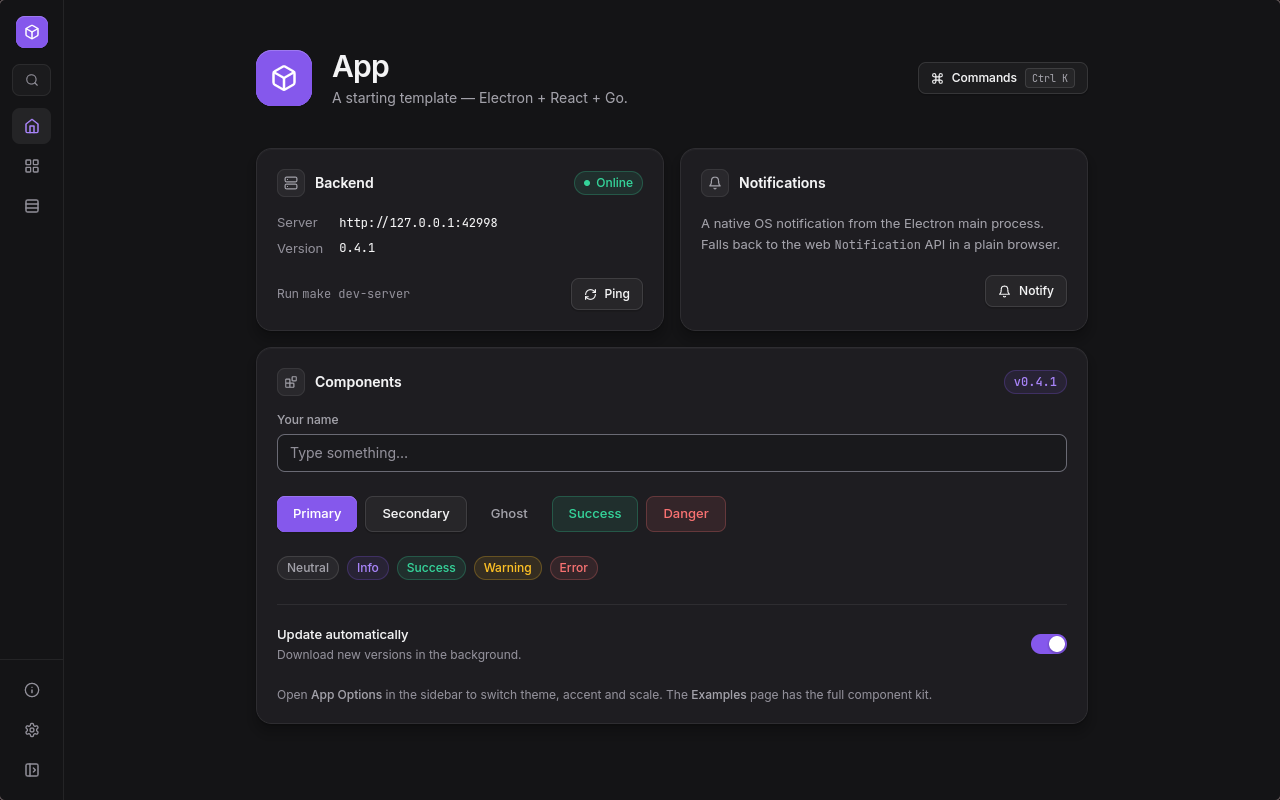 App
A starting template — Electron + React + Go.
Commands Ctrl K
Backend Online
Server http://127.0.0.1:42998
Version 0.4.1
Run make dev-server Ping
Notifications
A native OS notification from the Electron main process.
Falls back to the web Notification API in a plain browser.
Notify
Components v0.4.1
Your name
Type something...
Primary Secondary Ghost Success Danger
Neutral Info Success Warning Error
Update automatically
Download new versions in the background.
Open App Options in the sidebar to switch theme, accent and scale. The Examples page has the full component kit.